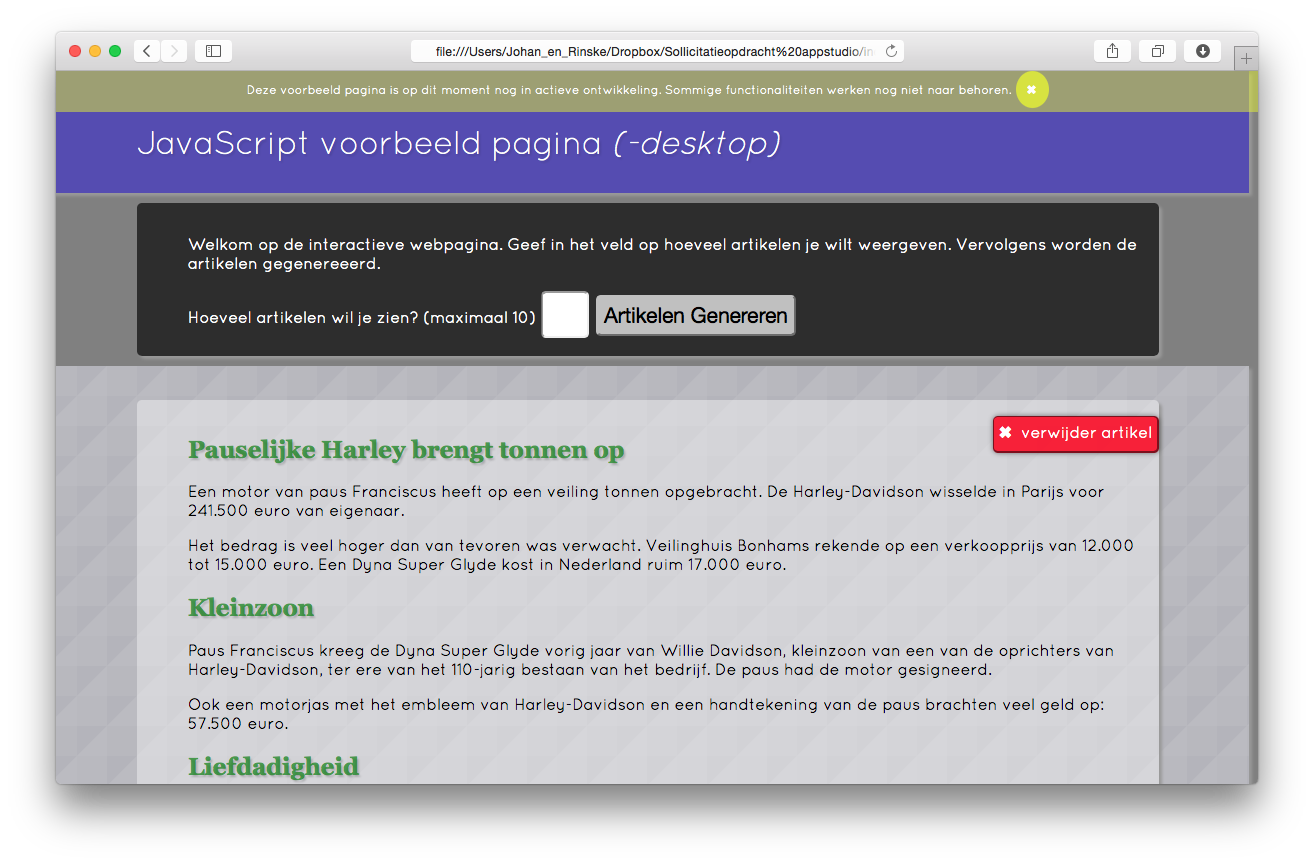 file:///Users/Johan_en_Rinske/Dropbox/Sollicitatieopdracht%20appstudio/in
Deze voorbeeld pagina is op dit moment nog in actieve ontwikkeling. Sommige functionaliteiten werken nog niet naar behoren. ✖
JavaScript voorbeeld pagina (-desktop)
Welkom op de interactieve webpagina. Geef in het veld op hoeveel artikelen je wilt weergeven. Vervolgens worden de
artikelen gegenereeerd.
Hoeveel artikelen wil je zien? (maximaal 10) Artikelen Genereren
✖ verwijder artikel
Pauselijke Harley brengt tonnen op
Een motor van paus Franciscus heeft op een veiling tonnen opgebracht. De Harley-Davidson wisselde in Parijs voor
241.500 euro van eigenaar.
Het bedrag is veel hoger dan van tevoren was verwacht. Veilinghuis Bonhams rekende op een verkoopprijs van 12.000
tot 15.000 euro. Een Dyna Super Glyde kost in Nederland ruim 17.000 euro.
Kleinzoon
Paus Franciscus kreeg de Dyna Super Glyde vorig jaar van Willie Davidson, kleinzoon van een van de oprichters van
Harley-Davidson, ter ere van het 110-jarig bestaan van het bedrijf. De paus had de motor gesigneerd.
Ook een motorjas met het embleem van Harley-Davidson en een handtekening van de paus brachten veel geld op:
57.500 euro.
Liefdadigheid